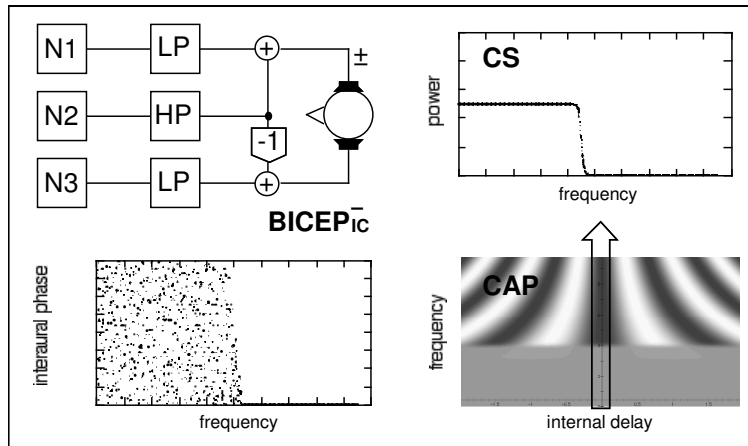 N1
LP
+
±
N2
HP
-1
N3
LP
+
BICEP‾IC
CS
power
frequency
interaural phase
frequency
CAP
frequency
internal delay